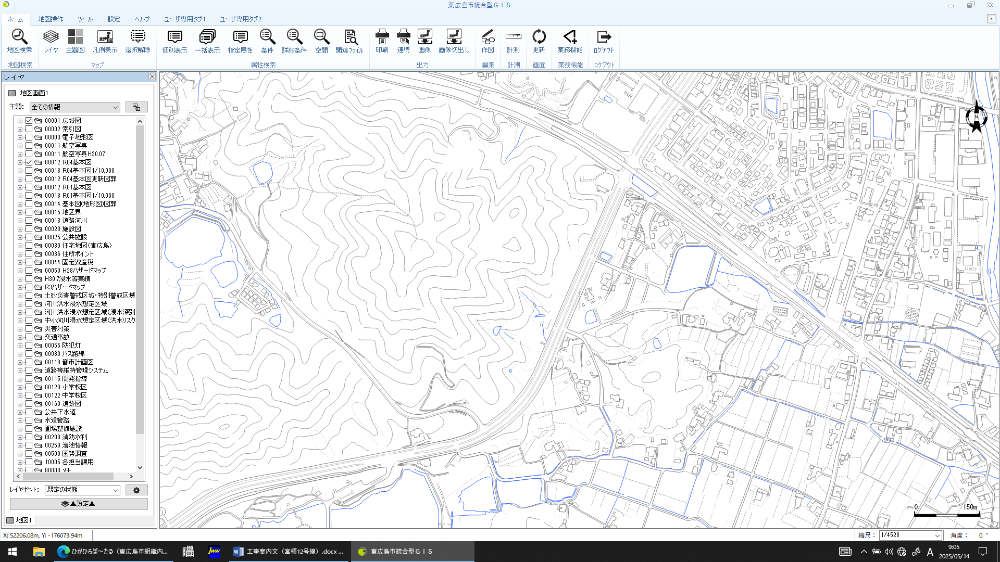 東広島市統合型ＧＩＳ
ホーム 地図操作 ツール 設定 ヘルプ ユーザ専用タブ1 ユーザ専用タブ2
地図検索 レイヤ 主題図 凡例表示 選択解除 個別表示 一括表示 指定属性 条件 詳細条件 空間 関連ファイル 印刷 連続 画像 画像切出し 作図 計測 更新 業務機能 ログアウト
地図検索 マップ 属性検索 出力 編集 計測 画面 業務機能 ログアウト
レイヤ
地図画面1
主題: 全ての情報
00001 広域図
00002 索引図
00003 電子地形図
00011 航空写真
00011 航空写真H30.07
00012 R04基本図
00013 R04基本図1/10,000
00012 R04基本図更新図郭
00012 R01基本図
00013 R01基本図1/10,000
00014 基本図(地形図)図郭
00015 地区界
00018 道路河川
00020 施設図
00025 公共施設
00030 住宅地図(東広島)
00036 住所ポイント
00044 固定資産税
00050 H28ハザードマップ
H30.7浸水等実績
R3ハザードマップ
土砂災害警戒区域・特別警戒区域
河川洪水浸水想定区域
河川洪水浸水想定区域(浸水深別
中小河川浸水想定区域(洪水リスク
災害対策
交通事故
00055 防犯灯
00080 バス路線
00110 都市計画図
道路等維持管理システム
00115 開発指導
00120 小学校区
00122 中学校区
00160 遺跡図
公共下水道
水道管路
圃場整備施設
00200 消防水利
00250 溜池情報
00500 国勢調査
10005 各担当課用
80000 メモ
レイヤセット: 既定の状態
▲設定▲
地図1
N
0 150m
X: 52206.08m, Y: -176073.94m
縮尺： 1/4528 角度： 0 °
ひがひろぽ～たる（東広島市組織内... Jww 工事案内文（宮領12号線）.docx ... 東広島市統合型ＧＩＳ
A 9:05
2025/05/14